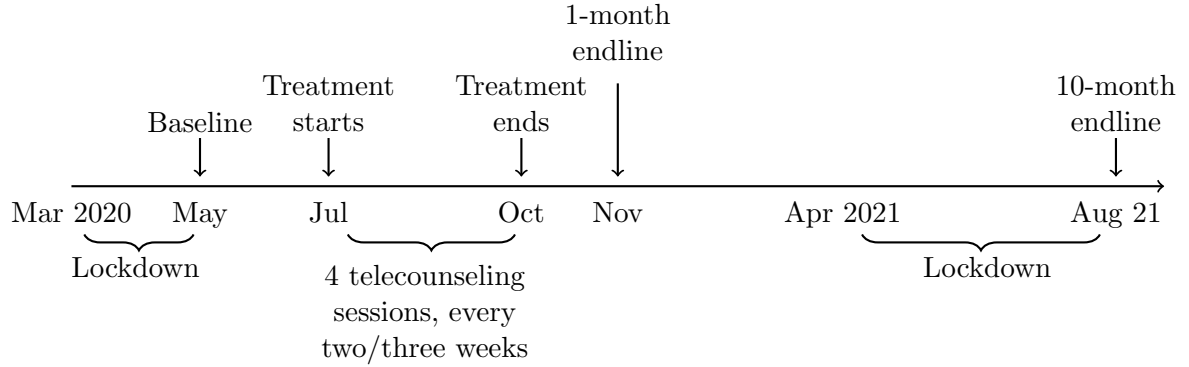 1-month
endline
Treatment
starts
Treatment
ends
10-month
endline
Baseline
Mar 2020
May
Jul
Oct
Nov
Apr 2021
Aug 21
Lockdown
4 telecounseling
sessions, every
two/three weeks
Lockdown